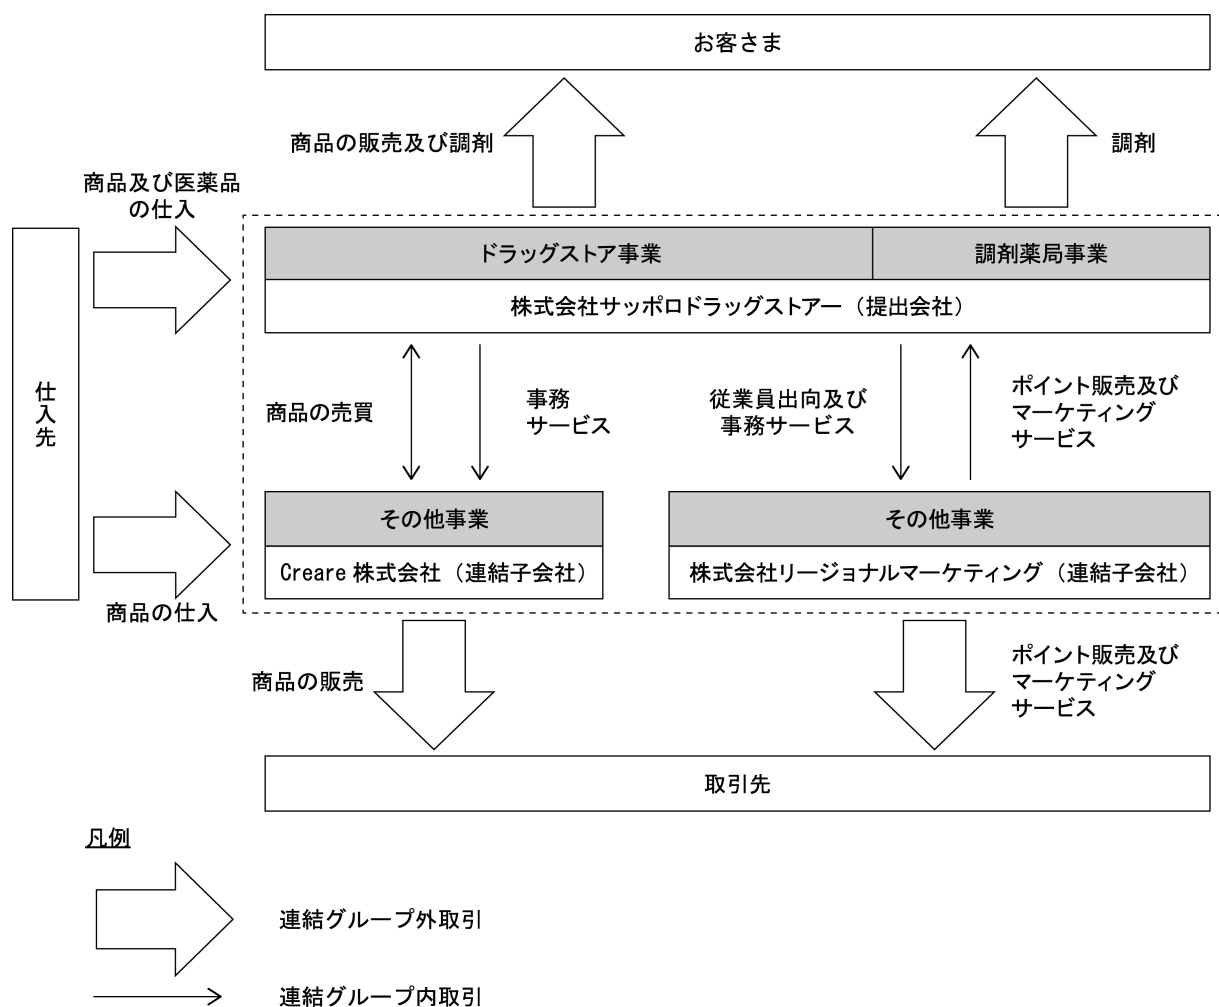 お客さま
商品の販売及び調剤
調剤
商品及び医薬品
の仕入
ドラッグストア事業
調剤薬局事業
株式会社サッポロドラッグストアー（提出会社）
仕入先
商品の売買
事務
サービス
従業員出向及び
事務サービス
ポイント販売及び
マーケティング
サービス
その他事業
Creare 株式会社（連結子会社）
その他事業
株式会社リージョナルマーケティング（連結子会社）
商品の仕入
商品の販売
ポイント販売及び
マーケティング
サービス
取引先
凡例
連結グループ外取引
連結グループ内取引